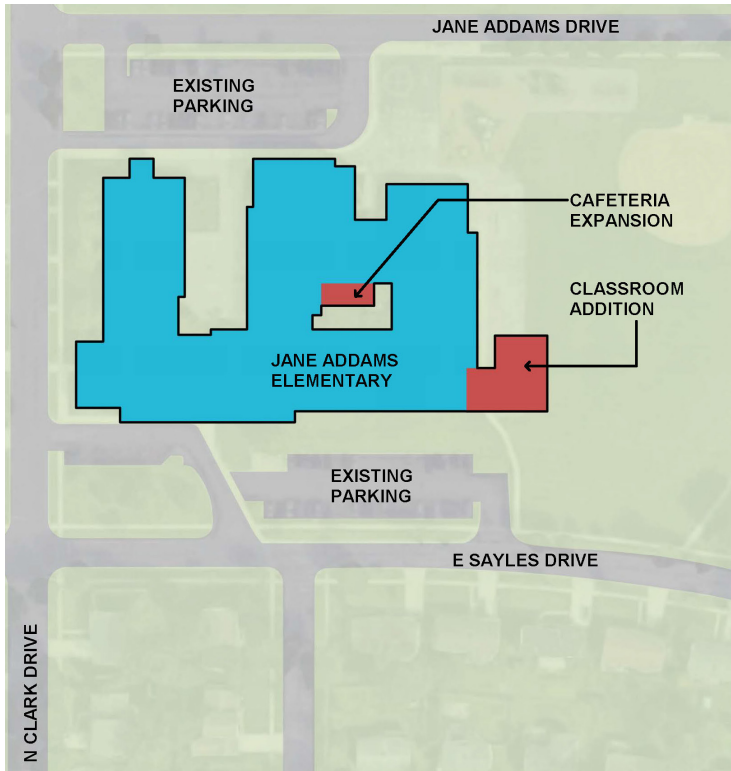 JANE ADDAMS DRIVE
EXISTING
PARKING
CAFETERIA
EXPANSION
CLASSROOM
ADDITION
JANE ADDAMS
ELEMENTARY
EXISTING
PARKING
E SAYLES DRIVE
N CLARK DRIVE